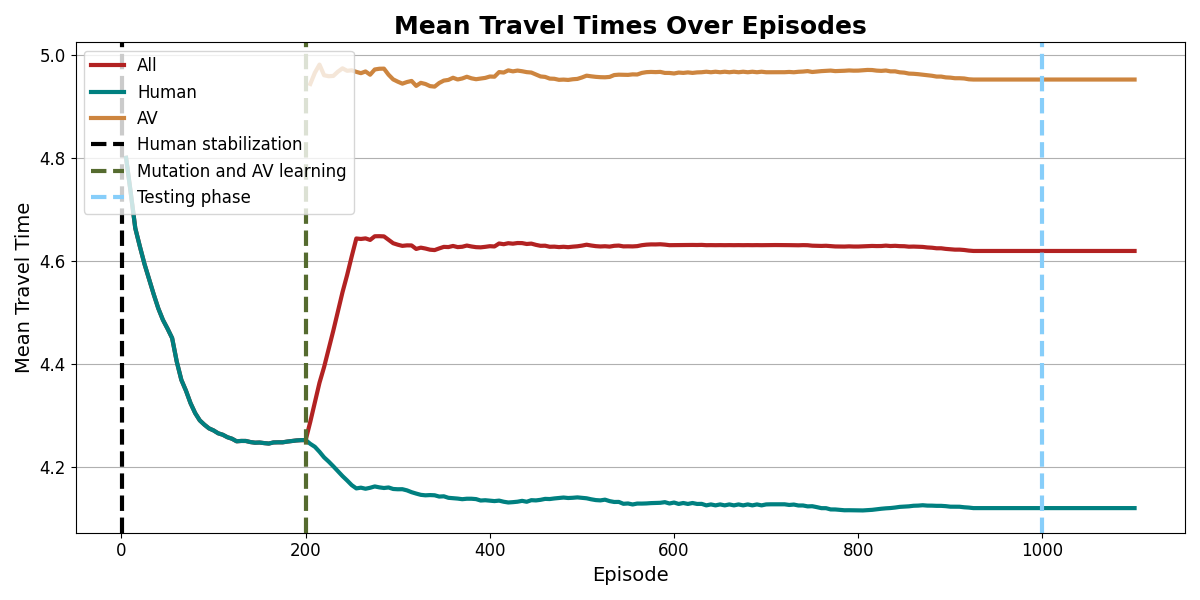 Mean Travel Times Over Episodes
5.0
4.8
4.6
4.4
4.2
Mean Travel Time
All
Human
AV
Human stabilization
Mutation and AV learning
Testing phase
0
200
400
600
800
1000
Episode